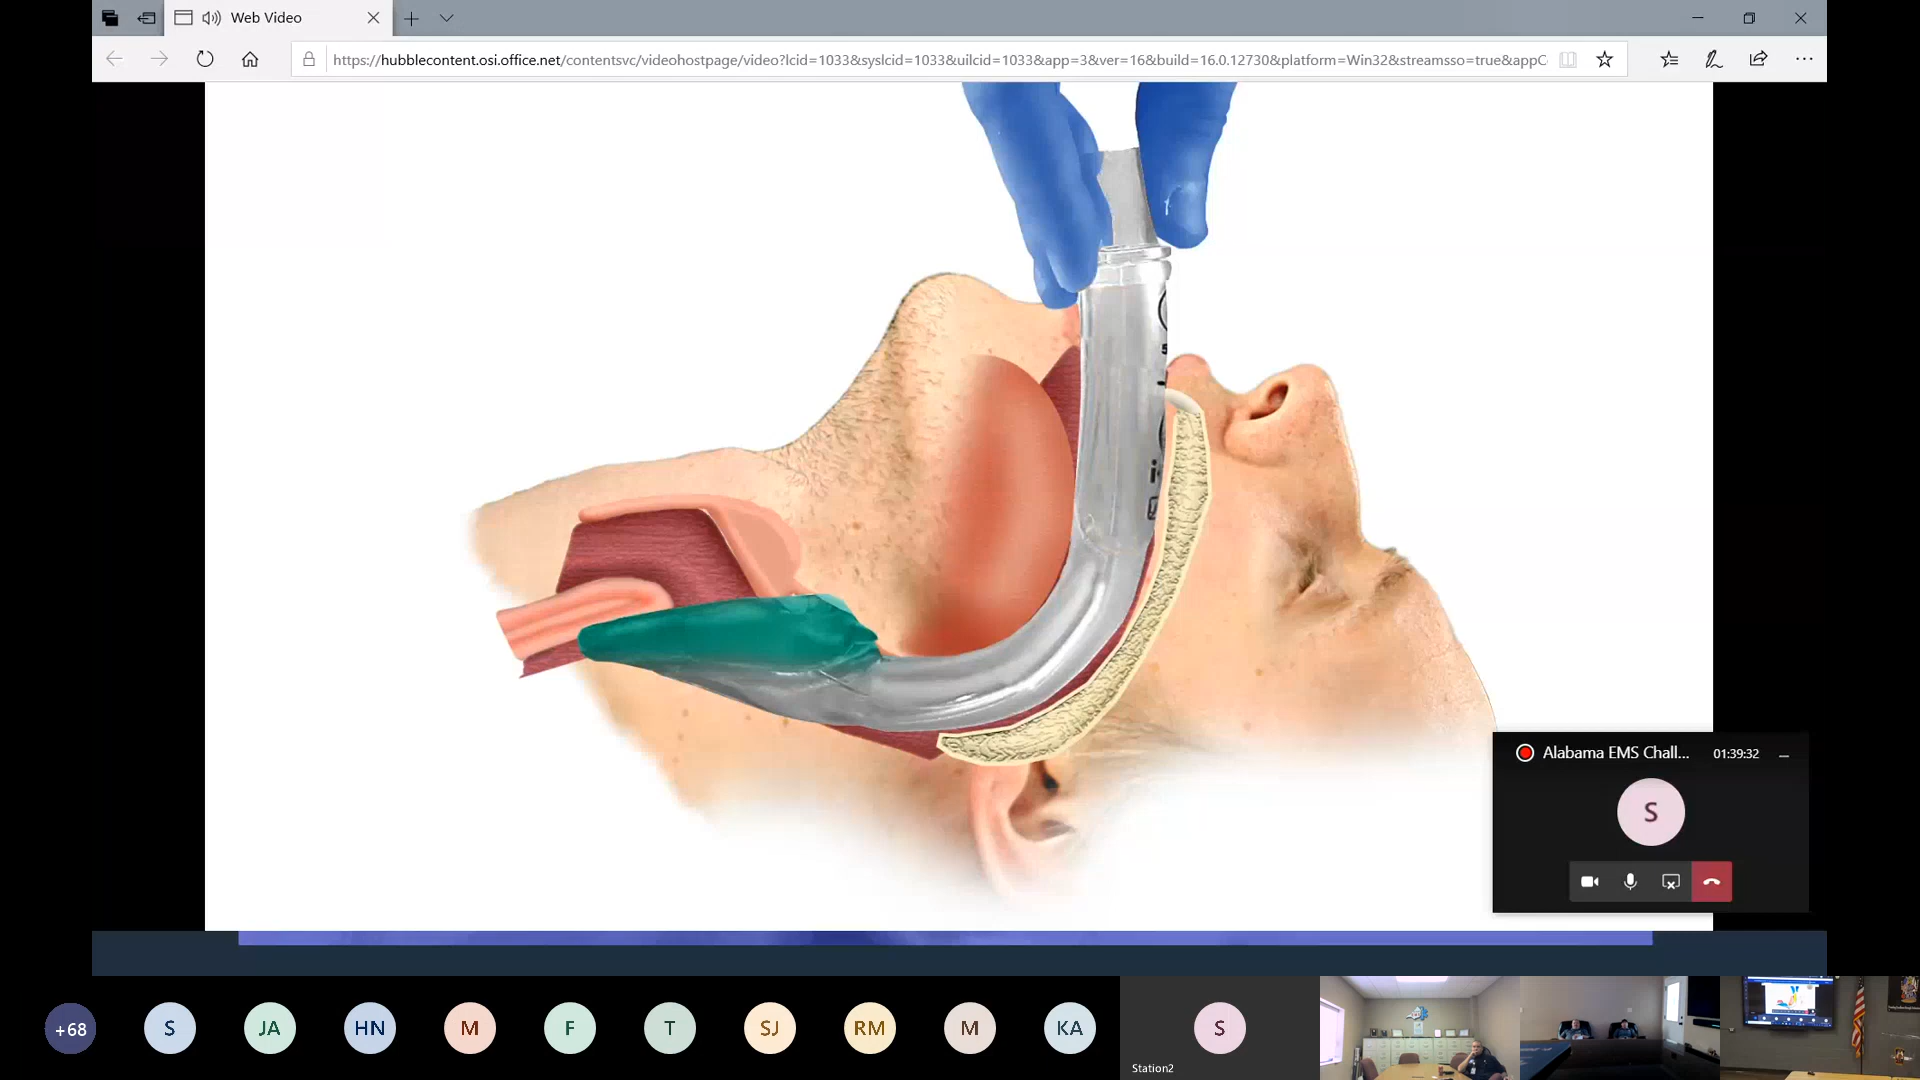 Web Video
https://hubblecontent.osi.office.net/contentsvc/videohostpage/video?lcid=1033&syslcid=1033&uilcid=1033&app=3&ver=16&build=16.0.12730&platform=Win32&streamsso=true&appC
5
Alabama EMS Chall...
01:39:32
S
+68
S
JA
HN
M
F
T
SJ
RM
M
KA
S
Station2